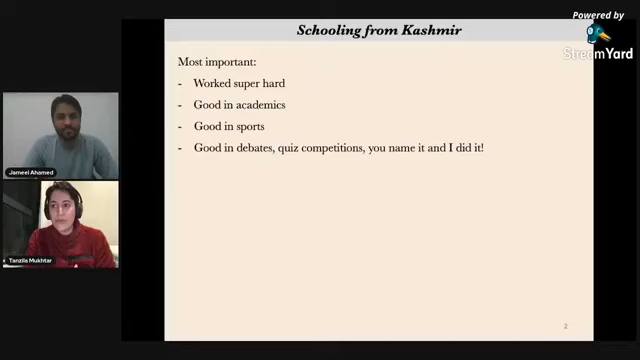 Schooling from Kashmir
Powered by
StreamYard
Most important:
- Worked super hard
- Good in academics
- Good in sports
- Good in debates, quiz competitions, you name it and I did it!
Jameel Ahamed
Tanzila Mukhtar
2